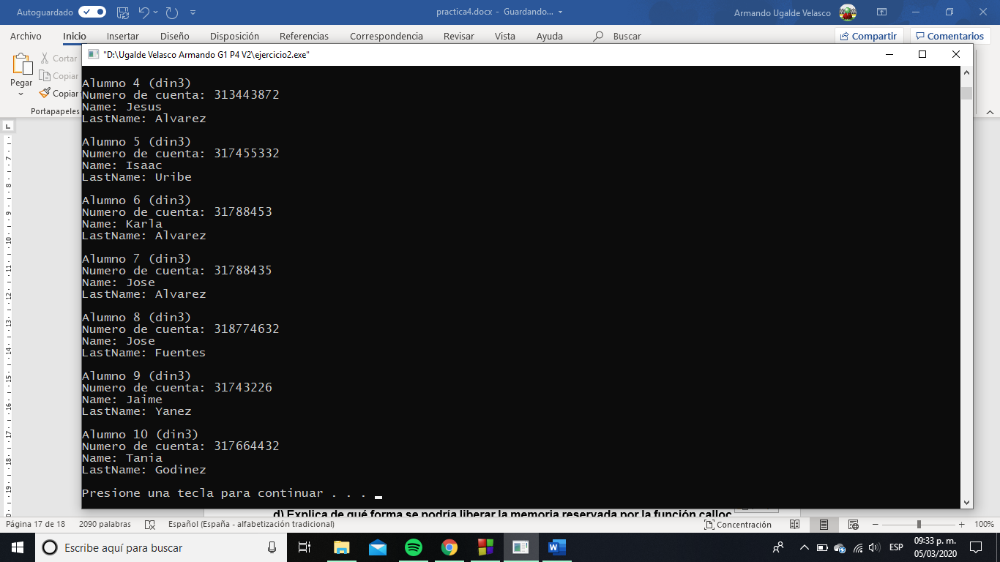 Autoguardado
practica4.docx - Guardando...
Armando Ugalde Velasco
Archivo Inicio Insertar Diseño Disposición Referencias Correspondencia Revisar Vista Ayuda Buscar Compartir Comentarios
Pegar
Cortar
Copiar
Copiar
Portapapeles
"D:\Ugalde Velasco Armando G1 P4 V2\ejercicio2.exe"
Alumno 4 (din3)
Numero de cuenta: 313443872
Name: Jesus
LastName: Alvarez
Alumno 5 (din3)
Numero de cuenta: 317455332
Name: Isaac
LastName: Uribe
Alumno 6 (din3)
Numero de cuenta: 31788453
Name: Karla
LastName: Alvarez
Alumno 7 (din3)
Numero de cuenta: 31788435
Name: Jose
LastName: Alvarez
Alumno 8 (din3)
Numero de cuenta: 318774632
Name: Jose
LastName: Fuentes
Alumno 9 (din3)
Numero de cuenta: 31743226
Name: Jaime
LastName: Yanez
Alumno 10 (din3)
Numero de cuenta: 317664432
Name: Tania
LastName: Godinez
Presione una tecla para continuar . . .
d) Explica de qué forma se podría liberar la memoria reservada por la función calloc
Página 17 de 18 2090 palabras Español (España - alfabetización tradicional) Concentración 100%
Escribe aquí para buscar
ESP
09:33 p. m.
05/03/2020